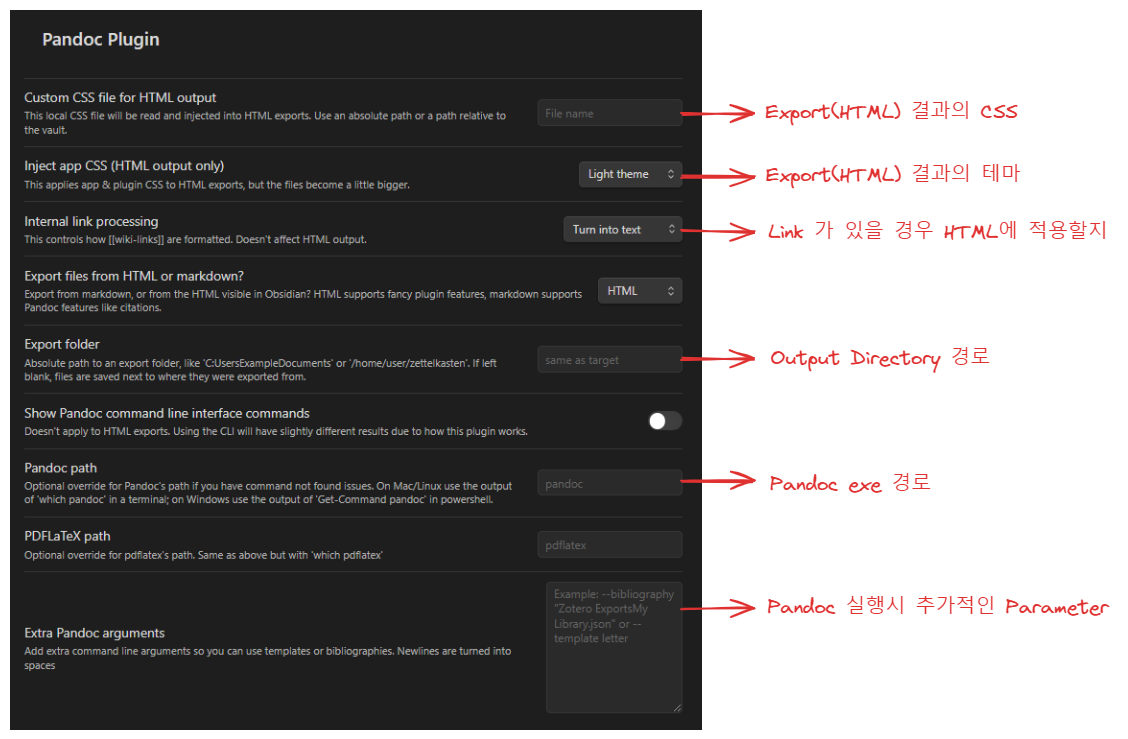 Pandoc Plugin
Custom CSS file for HTML output
This local CSS file will be read and injected into HTML exports. Use an absolute path or a path relative to
the vault.
File name
Export(HTML) 결과의 CSS
Inject app CSS (HTML output only)
This applies app & plugin CSS to HTML exports, but the files become a little bigger.
Light theme
Export(HTML) 결과의 테마
Internal link processing
This controls how [[wiki-links]] are formatted. Doesn't affect HTML output.
Turn into text
Link 가 있을 경우 HTML에 적용할지
Export files from HTML or markdown?
Export from markdown, or from the HTML visible in Obsidian? HTML supports fancy plugin features, markdown supports
Pandoc features like citations.
HTML
Export folder
Absolute path to an export folder, like 'C:UsersExampleDocuments' or '/home/user/zettelkasten'. If left
blank, files are saved next to where they were exported from.
same as target
Output Directory 경로
Show Pandoc command line interface commands
Doesn't apply to HTML exports. Using the CLI will have slightly different results due to how this plugin works.
Pandoc path
Optional override for Pandoc's path if you have command not found issues. On Mac/Linux use the output
of 'which pandoc' in a terminal; on Windows use the output of 'Get-Command pandoc' in powershell.
pandoc
Pandoc exe 경로
PDFLaTeX path
Optional override for pdflatex's path. Same as above but with 'which pdflatex'
pdflatex
Extra Pandoc arguments
Add extra command line arguments so you can use templates or bibliographies. Newlines are turned into
spaces
Example: --bibliography
"Zotero ExportsMy
Library.json" or --
template letter
Pandoc 실행시 추가적인 Parameter